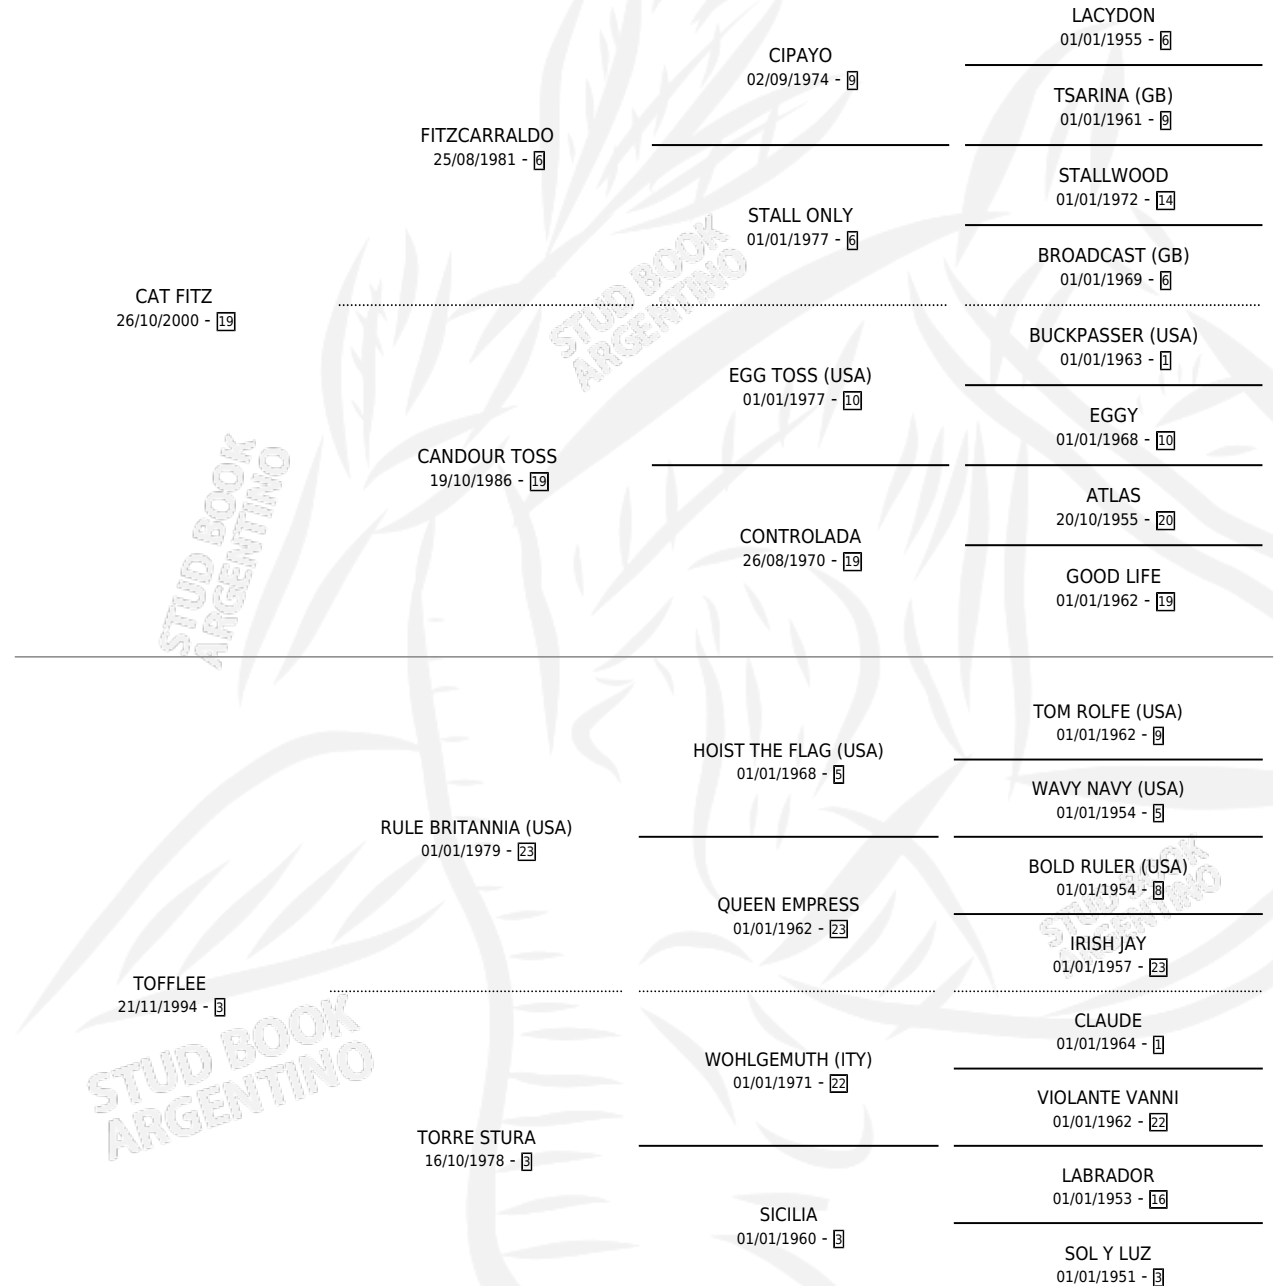 LACYDON
01/01/1955 - 6
CIPAYO
02/09/1974 - 9
TSARINA (GB)
01/01/1961 - 9
FITZCARRALDO
25/08/1981 - 6
STALLWOOD
01/01/1972 - 14
STALL ONLY
01/01/1977 - 6
BROADCAST (GB)
01/01/1969 - 6
CAT FITZ
26/10/2000 - 19
BUCKPASSER (USA)
01/01/1963 - 1
EGG TOSS (USA)
01/01/1977 - 10
EGGY
01/01/1968 - 10
CANDOUR TOSS
19/10/1986 - 19
ATLAS
20/10/1955 - 20
CONTROLADA
26/08/1970 - 19
GOOD LIFE
01/01/1962 - 19
TOM ROLFE (USA)
01/01/1962 - 9
HOIST THE FLAG (USA)
01/01/1968 - 5
WAVY NAVY (USA)
01/01/1954 - 5
RULE BRITANNIA (USA)
01/01/1979 - 23
BOLD RULER (USA)
01/01/1954 - 8
QUEEN EMPRESS
01/01/1962 - 23
IRISH JAY
01/01/1957 - 23
TOFFLEE
21/11/1994 - 3
CLAUDE
01/01/1964 - 1
WOHLGEMUTH (ITY)
01/01/1971 - 22
VIOLANTE VANNI
01/01/1962 - 22
TORRE STURA
16/10/1978 - 3
LABRADOR
01/01/1953 - 16
SICILIA
01/01/1960 - 3
SOL Y LUZ
01/01/1951 - 3
STUD BOOK
ARGENTINO
STUD BOOK
ARGENTINO
STUD BOOK
ARGENTINO
STUD BOOK
ARGENTINO